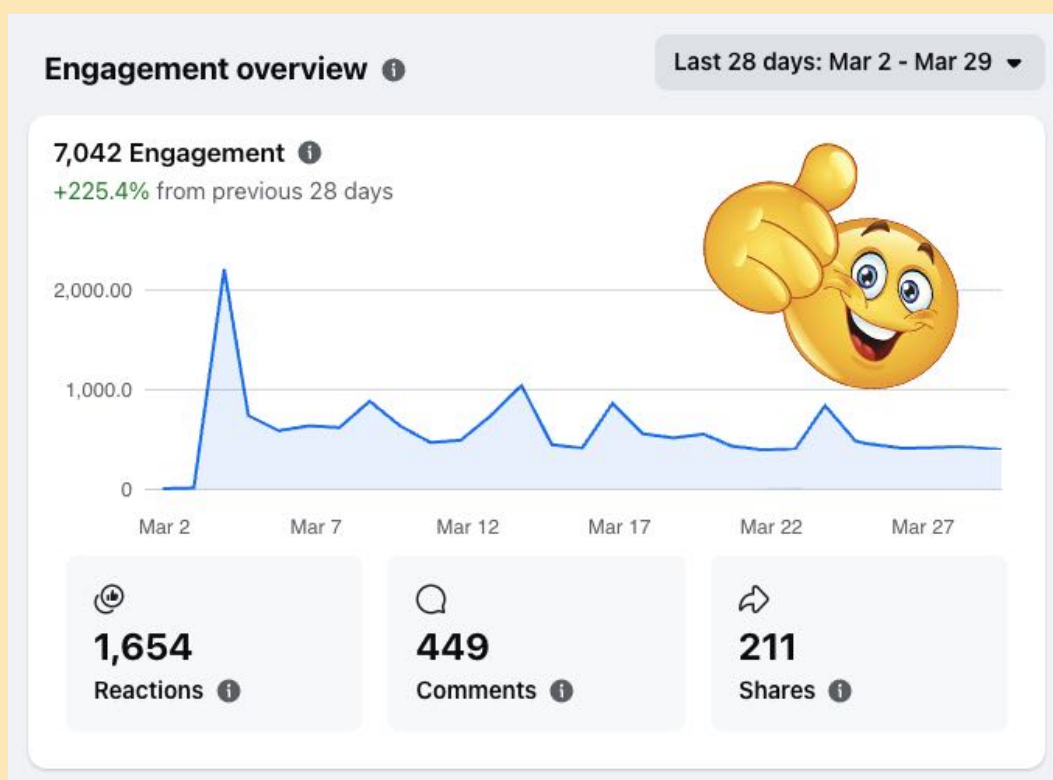 Engagement overview
Last 28 days: Mar 2 - Mar 29
7,042 Engagement
+225.4% from previous 28 days
2,000.00
1,000.0
0
Mar 2 Mar 7 Mar 12 Mar 17 Mar 22 Mar 27
1,654 449 211
Reactions Comments Shares